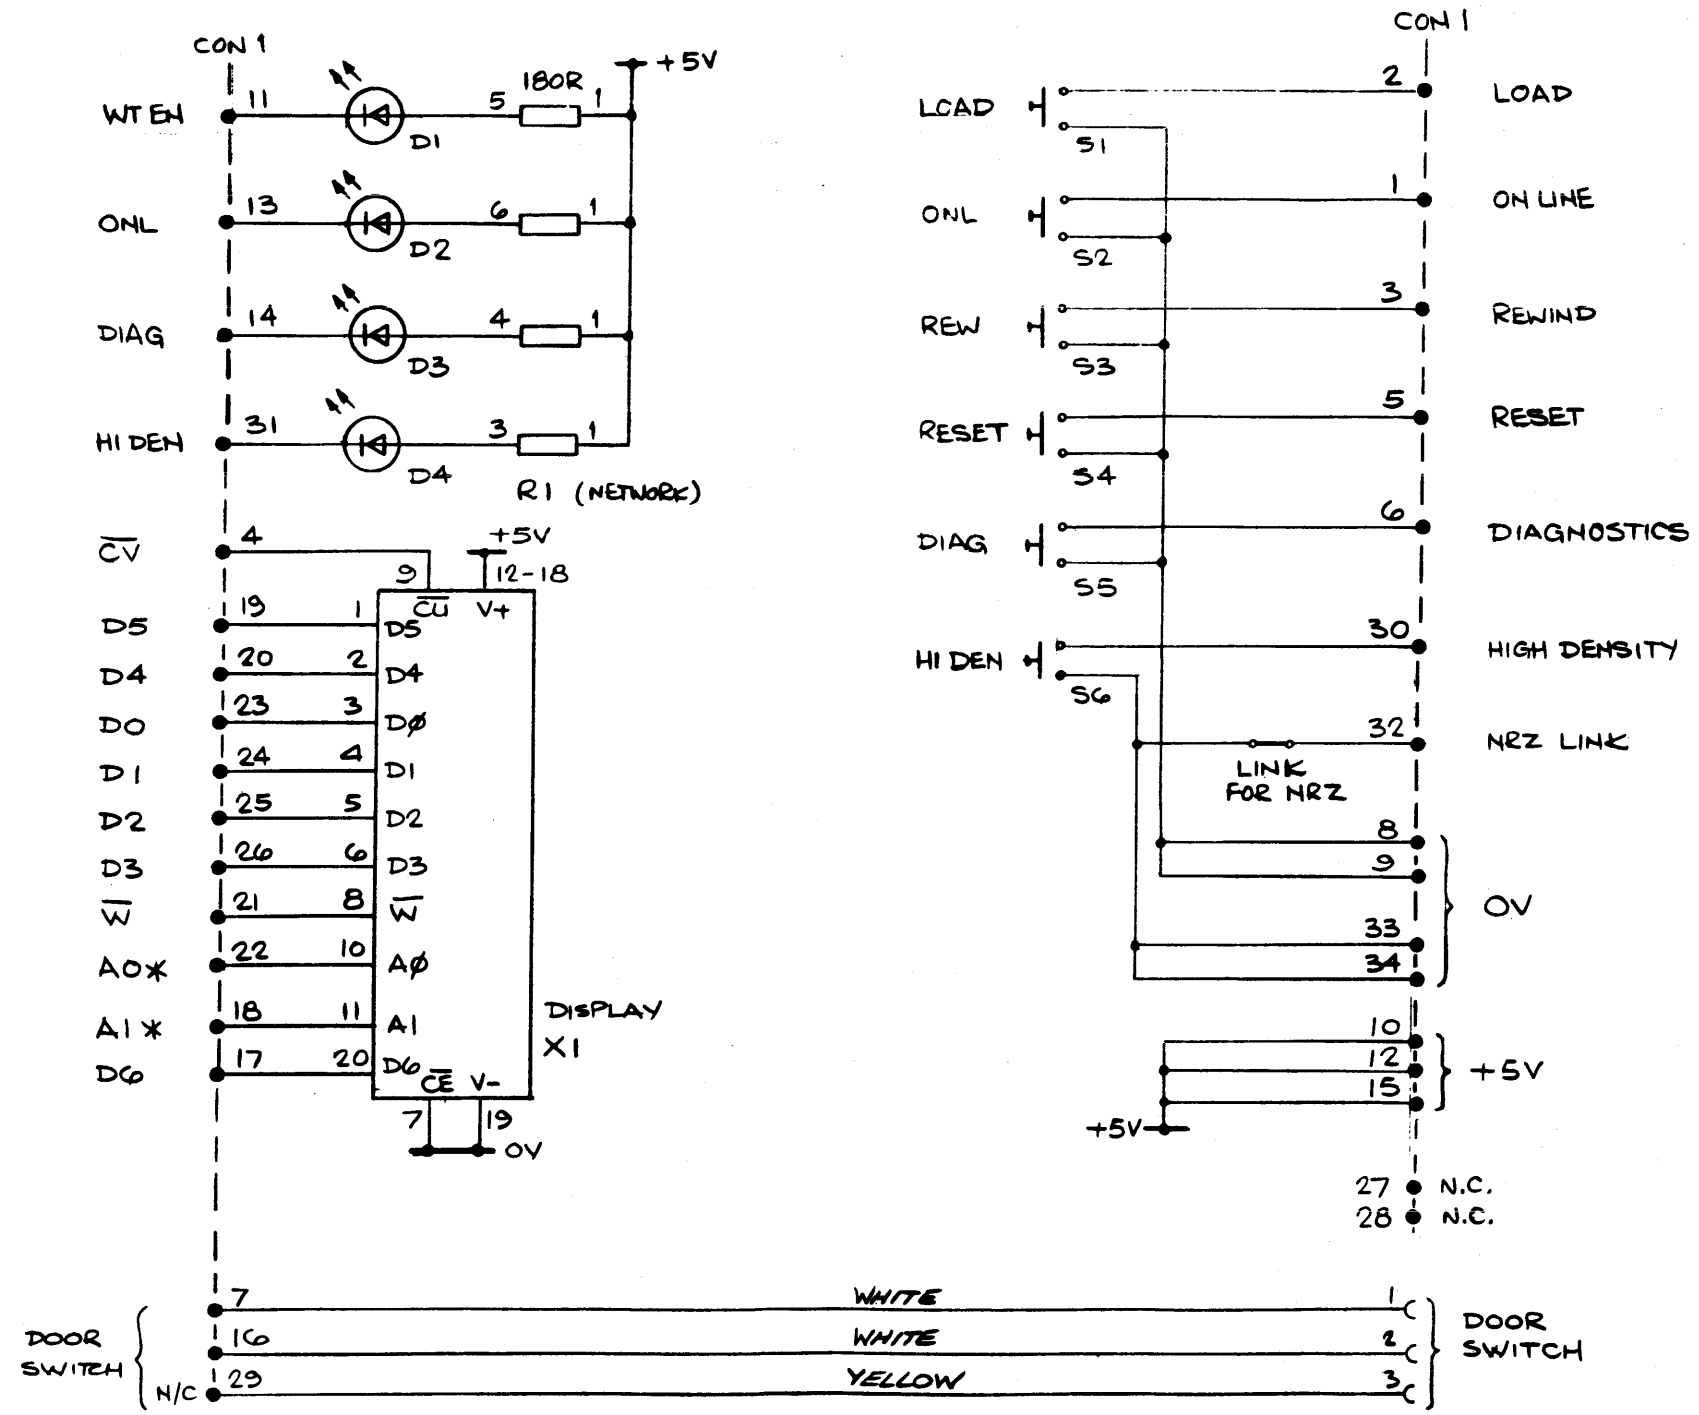 CON 1
+5V
WTEN 11 D1 5 180R 1
ONL 13 D2 6 1
DIAG 14 D3 4 1
HI DEN 31 D4 3 1
R1 (NETWORK)
C̅V̅ 4
+5V
9 12-18
C̅U̅ V+
D5 19 1 D5
D4 20 2 D4
D0 23 3 DØ
D1 24 4 D1
D2 25 5 D2
D3 26 6 D3
W̅ 21 8 W̅
A0* 22 10 AØ
A1* 18 11 A1
D6 17 20 D6
C̅E̅ V-
7 19
0V
DISPLAY
X1
CON 1
LOAD S1 2 LOAD
ONL S2 1 ON LINE
REW S3 3 REWIND
RESET S4 5 RESET
DIAG S5 6 DIAGNOSTICS
HI DEN S6 30 HIGH DENSITY
32 NRZ LINK
LINK
FOR NRZ
8
9
0V
33
34
10
12 +5V
15
+5V
27 N.C.
28 N.C.
DOOR
SWITCH
7 WHITE 1
16 WHITE 2
N/C 29 YELLOW 3
DOOR
SWITCH